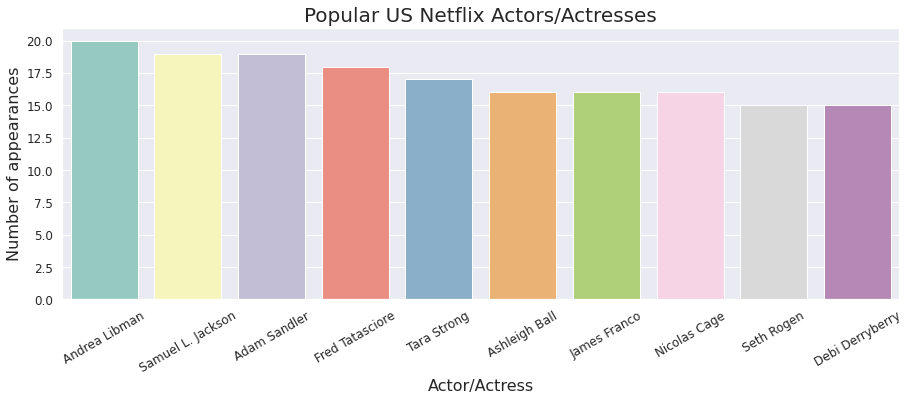 Popular US Netflix Actors/Actresses
Number of appearances
20.0
17.5
15.0
12.5
10.0
7.5
5.0
2.5
0.0
Andrea Libman
Samuel L. Jackson
Adam Sandler
Fred Tatasciore
Tara Strong
Ashleigh Ball
James Franco
Nicolas Cage
Seth Rogen
Debi Derryberry
Actor/Actress